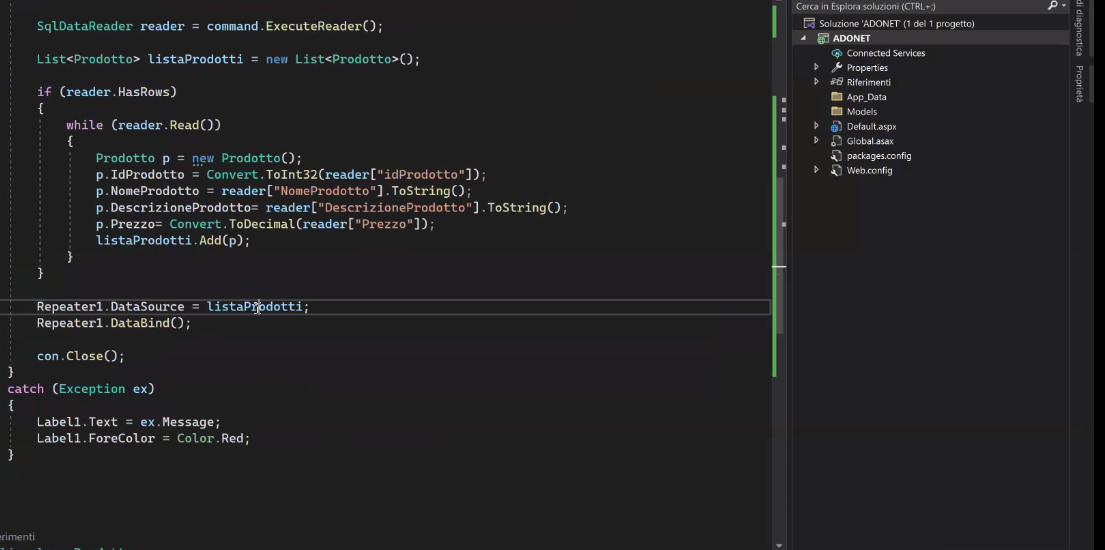 SqlDataReader reader = command.ExecuteReader();
List<Prodotto> listaProdotti = new List<Prodotto>();
if (reader.HasRows)
{
while (reader.Read())
{
Prodotto p = new Prodotto();
p.IdProdotto = Convert.ToInt32(reader["idProdotto"]);
p.NomeProdotto = reader["NomeProdotto"].ToString();
p.DescrizioneProdotto= reader["DescrizioneProdotto"].ToString();
p.Prezzo= Convert.ToDecimal(reader["Prezzo"]);
listaProdotti.Add(p);
}
}
Repeater1.DataSource = listaProdotti;
Repeater1.DataBind();
con.Close();
}
catch (Exception ex)
{
Label1.Text = ex.Message;
Label1.ForeColor = Color.Red;
}
erimenti
Cerca in Esplora soluzioni (CTRL+;)
Soluzione 'ADONET' (1 del 1 progetto)
ADONET
Connected Services
Properties
Riferimenti
App_Data
Models
Default.aspx
Global.asax
packages.config
Web.config
di diagnostica
Proprietà